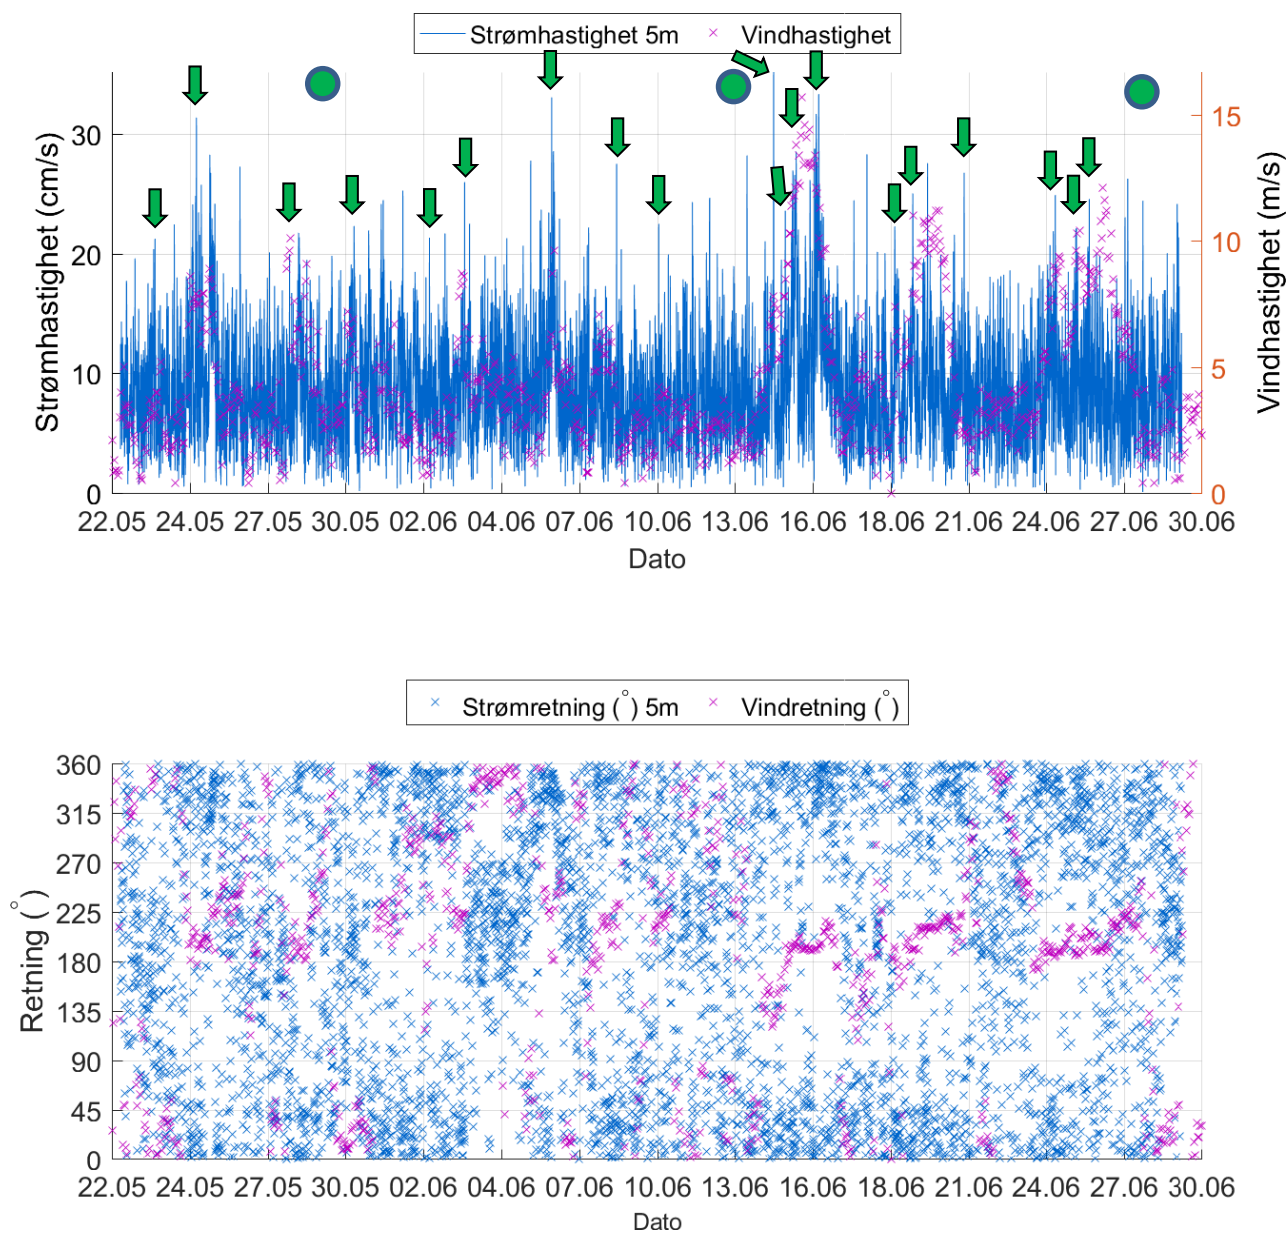 Strømhastighet 5m Vindhastighet
Strømhastighet (cm/s)
30
20
10
0
Vindhastighet (m/s)
15
10
5
0
22.05 24.05 27.05 30.05 02.06 04.06 07.06 10.06 13.06 16.06 18.06 21.06 24.06 27.06 30.06
Dato
Strømretning (°) 5m Vindretning (°)
Retning (°)
360
315
270
225
180
135
90
45
0
22.05 24.05 27.05 30.05 02.06 04.06 07.06 10.06 13.06 16.06 18.06 21.06 24.06 27.06 30.06
Dato